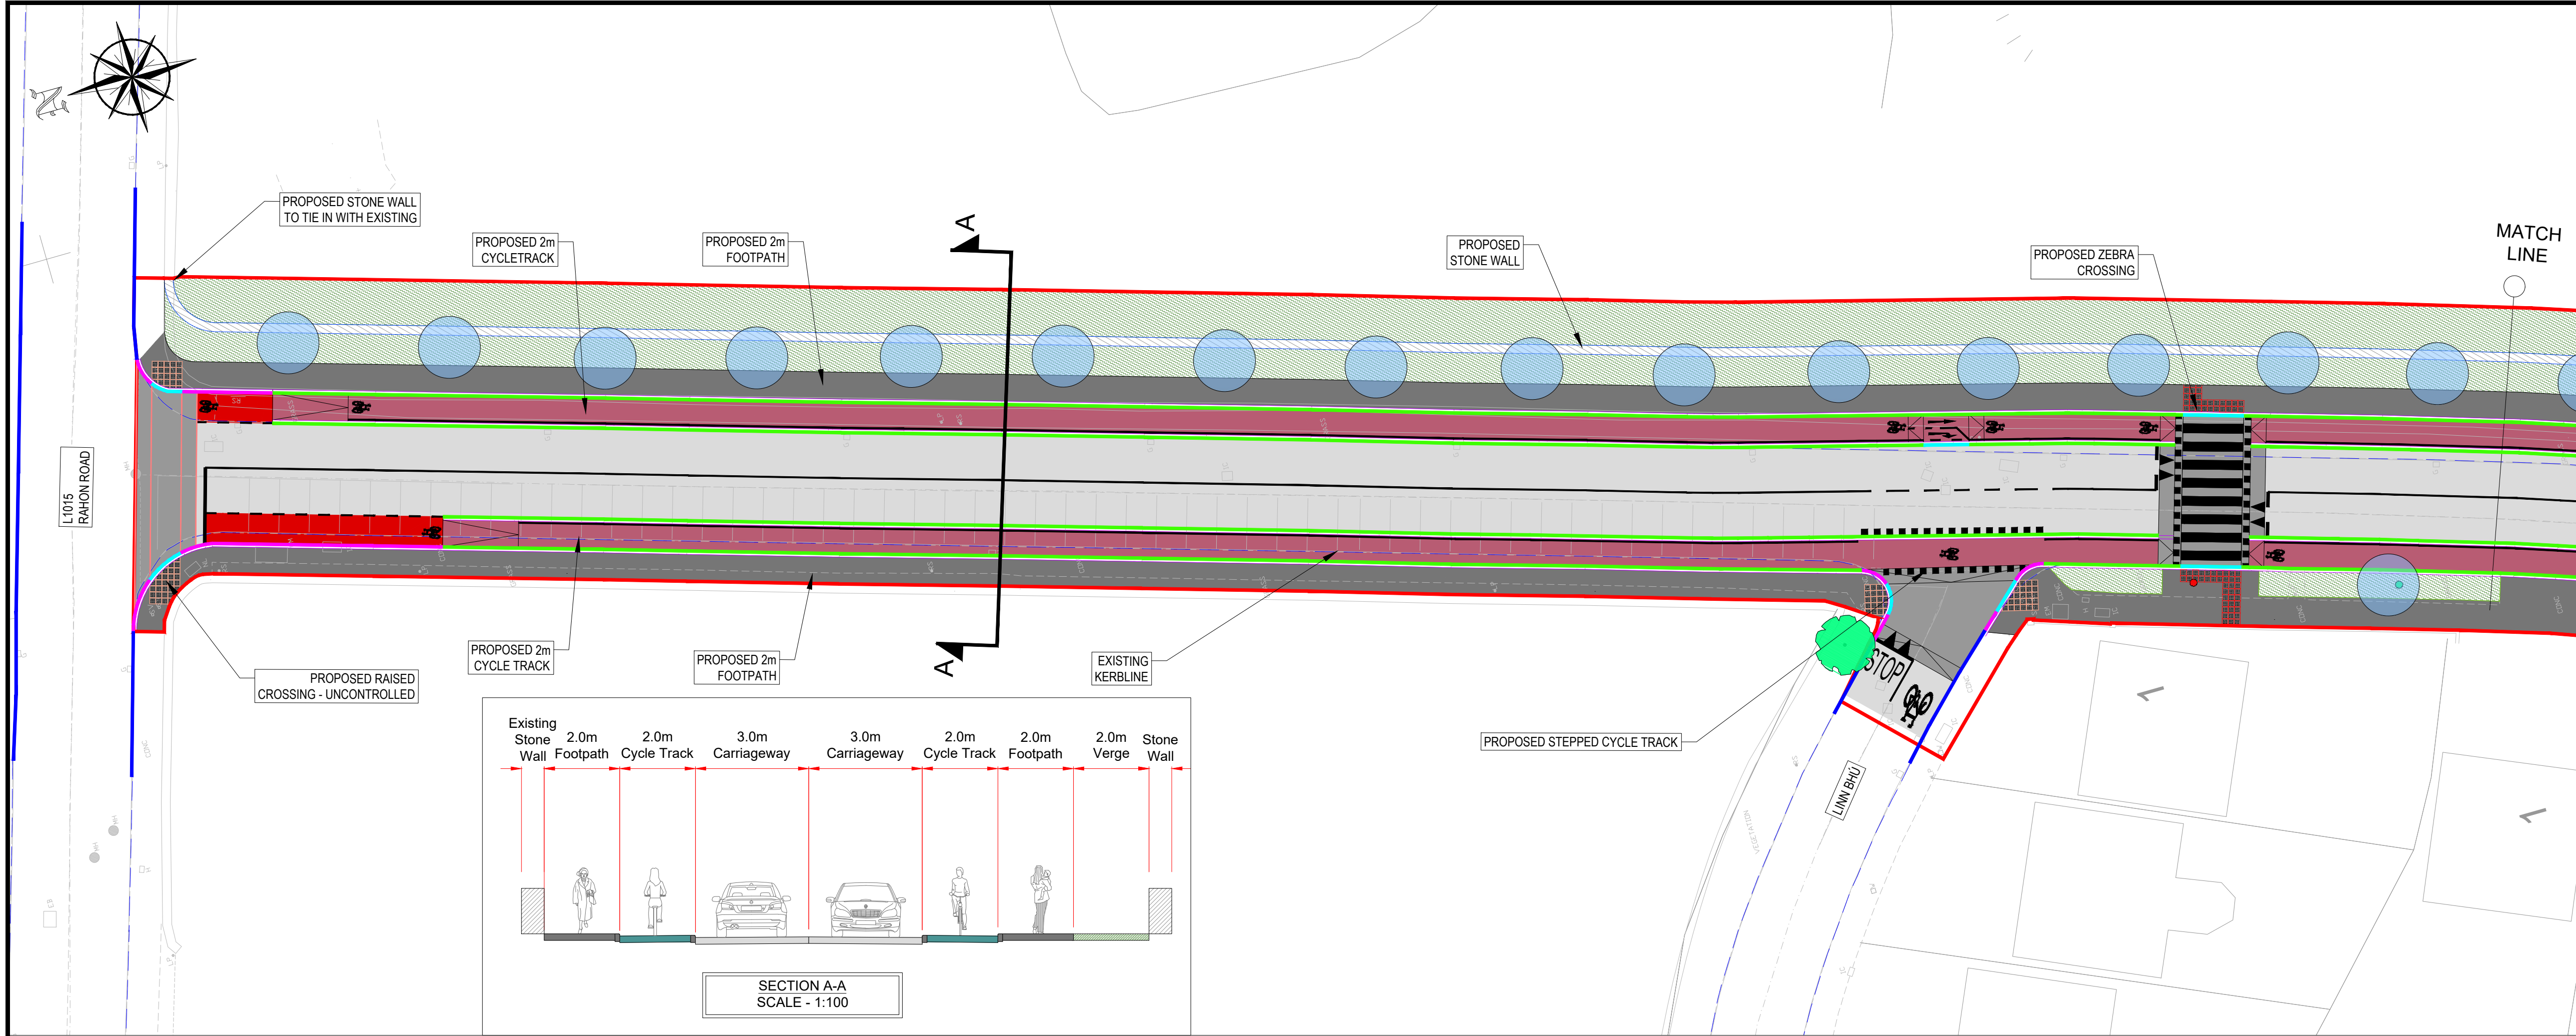 N
PROPOSED STONE WALL
TO TIE IN WITH EXISTING
PROPOSED 2m
CYCLETRACK
PROPOSED 2m
FOOTPATH
A
PROPOSED
STONE WALL
PROPOSED ZEBRA
CROSSING
MATCH
LINE
L1015
RAHON ROAD
PROPOSED RAISED
CROSSING - UNCONTROLLED
PROPOSED 2m
CYCLE TRACK
PROPOSED 2m
FOOTPATH
A
EXISTING
KERBLINE
PROPOSED STEPPED CYCLE TRACK
STOP
LINN BHÚ
VEGETATION
1
1
Existing
Stone
Wall
2.0m
Footpath
2.0m
Cycle Track
3.0m
Carriageway
3.0m
Carriageway
2.0m
Cycle Track
2.0m
Footpath
2.0m
Verge
Stone
Wall
SECTION A-A
SCALE - 1:100